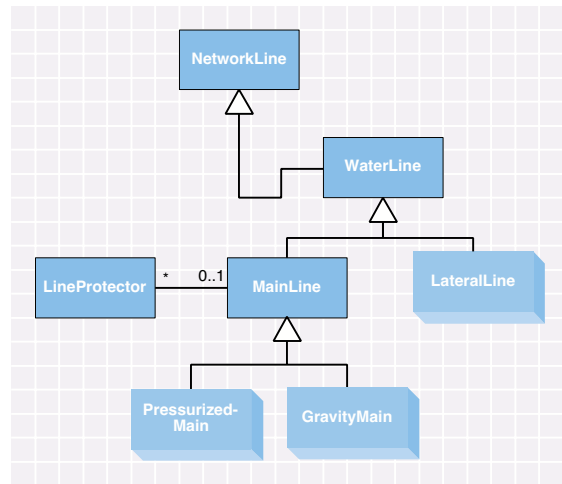 NetworkLine
WaterLine
LineProtector
*
0..1
MainLine
LateralLine
Pressurized-
Main
GravityMain